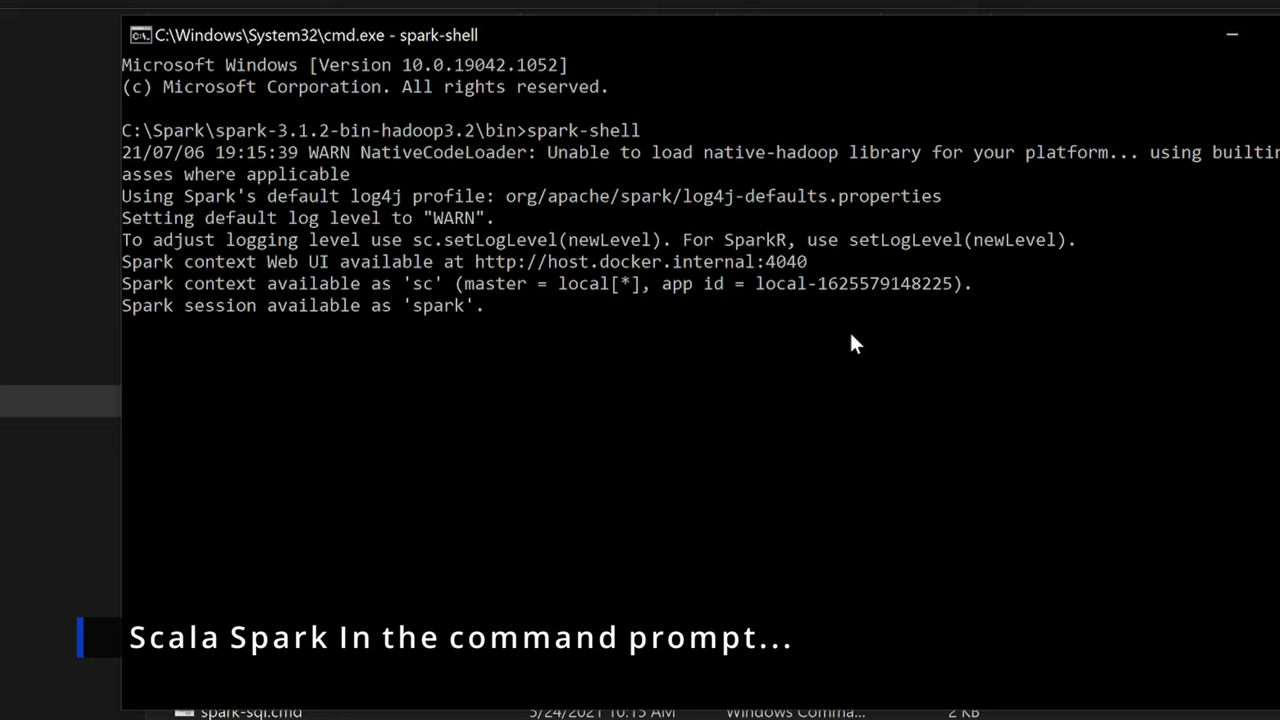 C:\Windows\System32\cmd.exe - spark-shell
Microsoft Windows [Version 10.0.19042.1052]
(c) Microsoft Corporation. All rights reserved.
C:\Spark\spark-3.1.2-bin-hadoop3.2\bin>spark-shell
21/07/06 19:15:39 WARN NativeCodeLoader: Unable to load native-hadoop library for your platform... using builtin
asses where applicable
Using Spark's default log4j profile: org/apache/spark/log4j-defaults.properties
Setting default log level to "WARN".
To adjust logging level use sc.setLogLevel(newLevel). For SparkR, use setLogLevel(newLevel).
Spark context Web UI available at http://host.docker.internal:4040
Spark context available as 'sc' (master = local[*], app id = local-1625579148225).
Spark session available as 'spark'.
Scala Spark In the command prompt...
spark-sql.cmd 5/24/2021 10:15 AM Windows Comma... 2 KB